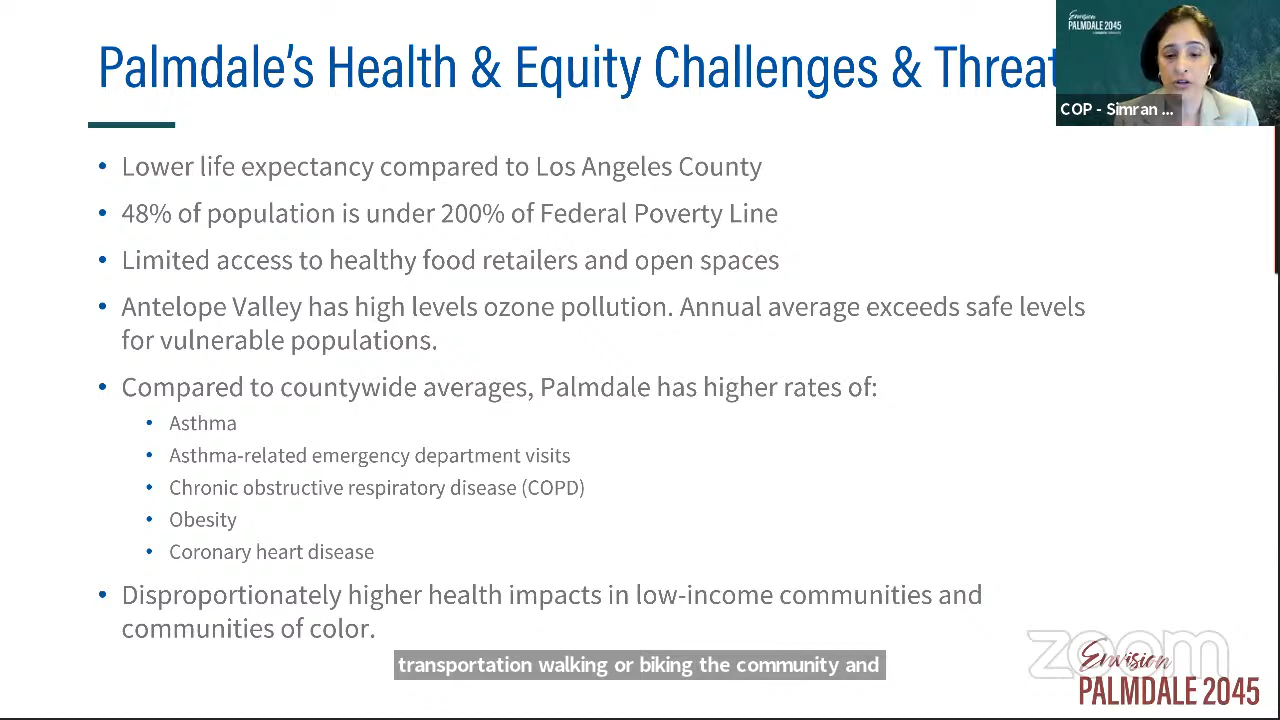 Palmdale's Health & Equity Challenges & Threat
Envision
PALMDALE 2045
COP - Simran ...
• Lower life expectancy compared to Los Angeles County
• 48% of population is under 200% of Federal Poverty Line
• Limited access to healthy food retailers and open spaces
• Antelope Valley has high levels ozone pollution. Annual average exceeds safe levels
for vulnerable populations.
• Compared to countywide averages, Palmdale has higher rates of:
• Asthma
• Asthma-related emergency department visits
• Chronic obstructive respiratory disease (COPD)
• Obesity
• Coronary heart disease
• Disproportionately higher health impacts in low-income communities and
communities of color.
transportation walking or biking the community and
zoom
Envision
PALMDALE 2045